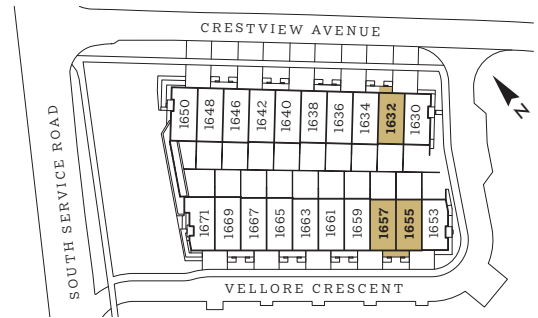 CRESTVIEW AVENUE
1650 1648 1646 1642 1640 1638 1636 1634 1632 1630
SOUTH SERVICE ROAD
N
1671 1669 1667 1665 1663 1661 1659 1657 1655 1653
VELLORE CRESCENT